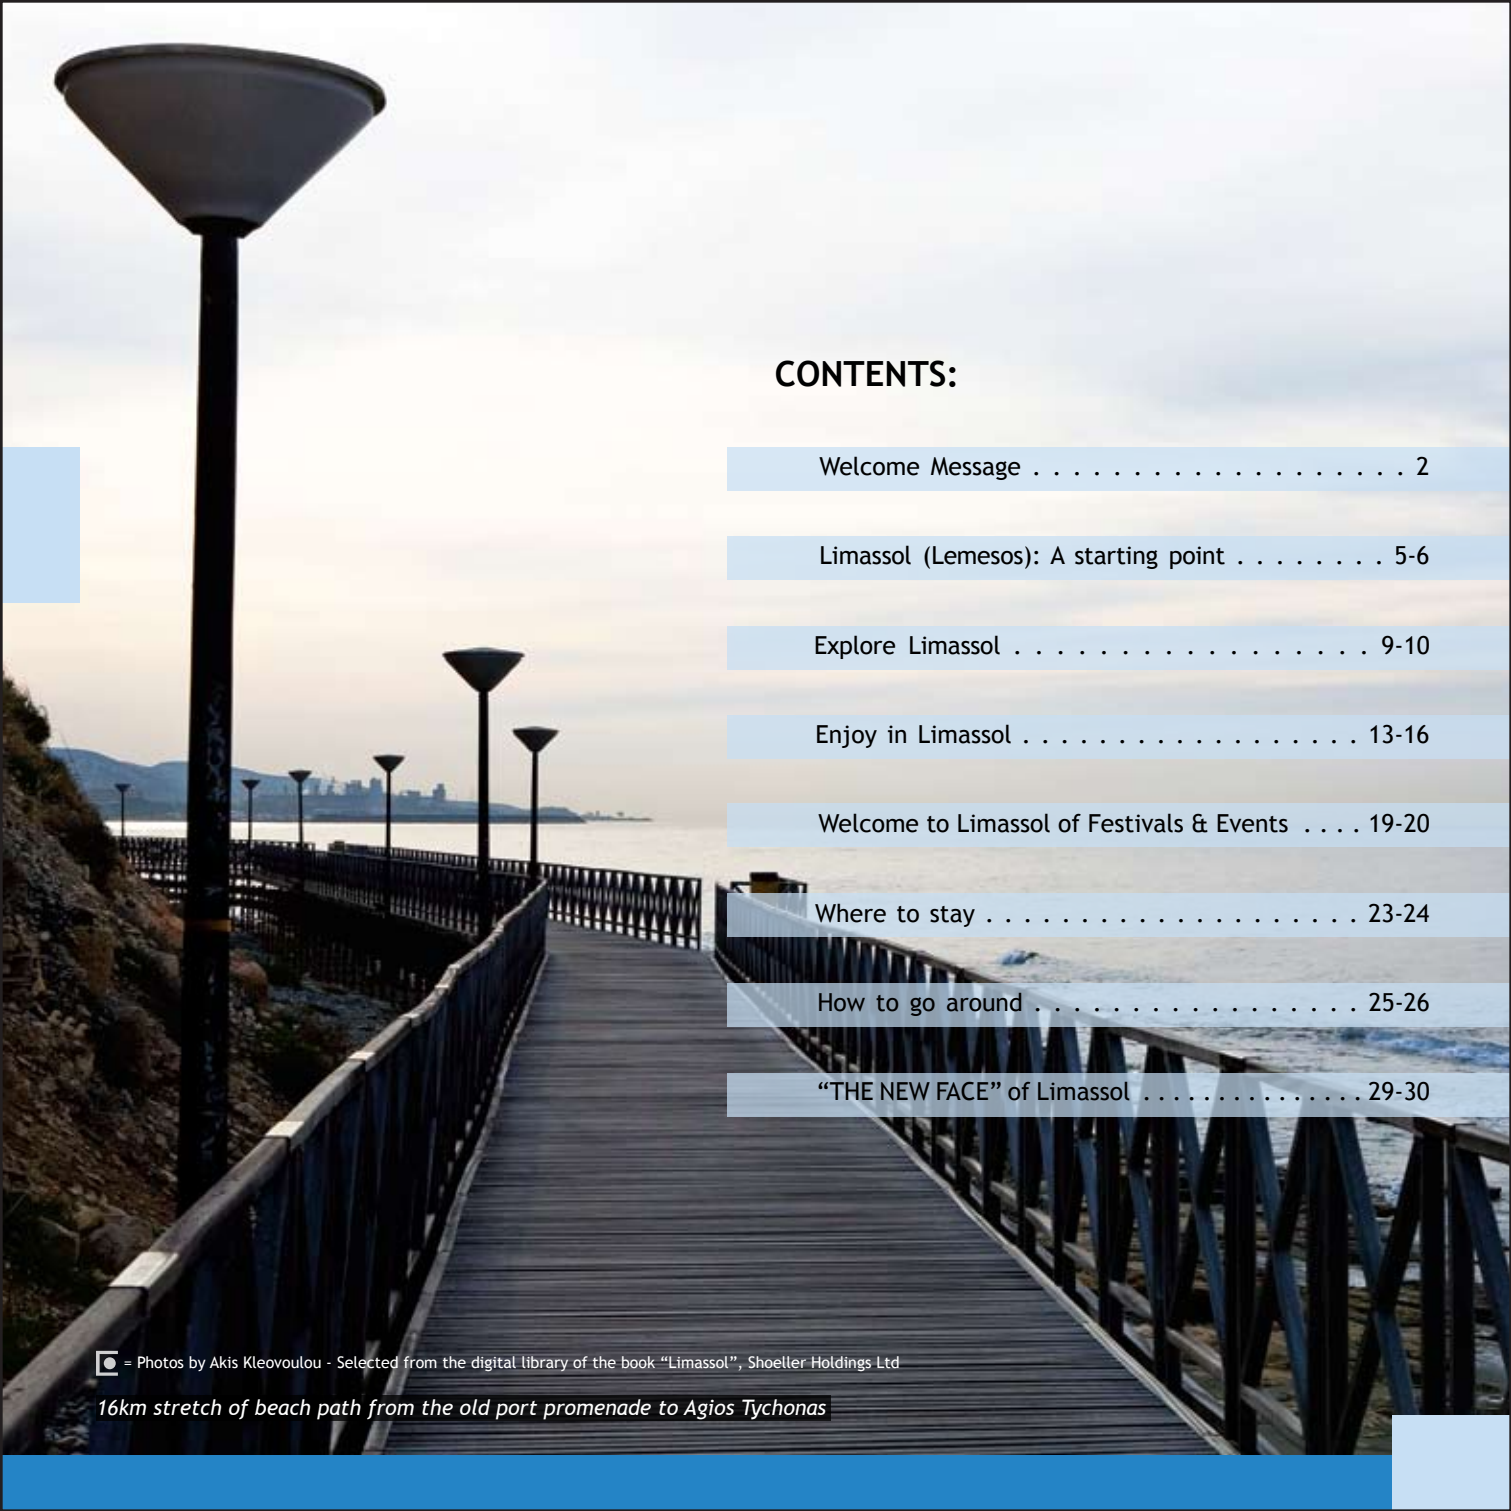 CONTENTS:
Welcome Message . . . . . . . . . . . . . . . . . . . 2
Limassol (Lemesos): A starting point . . . . . . . . 5-6
Explore Limassol . . . . . . . . . . . . . . . . . 9-10
Enjoy in Limassol . . . . . . . . . . . . . . . . . . 13-16
Welcome to Limassol of Festivals & Events . . . . 19-20
Where to stay . . . . . . . . . . . . . . . . . . . . 23-24
How to go around . . . . . . . . . . . . . . . . . 25-26
“THE NEW FACE” of Limassol . . . . . . . . . . . . . . 29-30
= Photos by Akis Kleovoulou - Selected from the digital library of the book “Limassol”, Shoeller Holdings Ltd
16km stretch of beach path from the old port promenade to Agios Tychonas